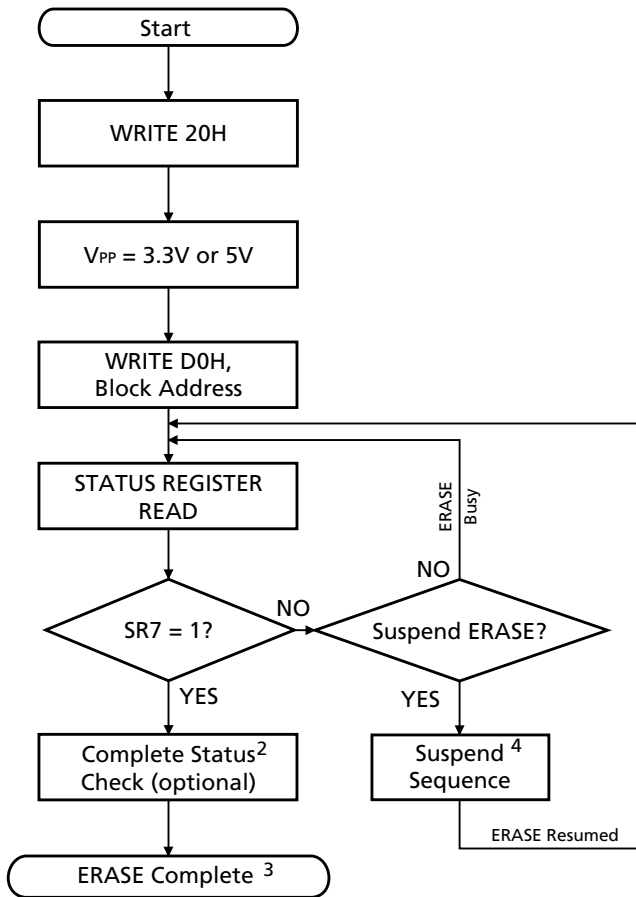 Start
WRITE 20H
VPP = 3.3V or 5V
WRITE D0H,
Block Address
STATUS REGISTER
READ
ERASE
Busy
NO
SR7 = 1?
NO
Suspend ERASE?
YES
YES
Complete Status2
Check (optional)
Suspend 4
Sequence
ERASE Resumed
ERASE Complete 3